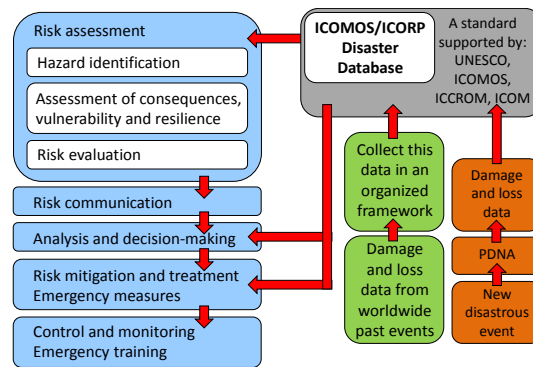 Risk assessment
Hazard identification
Assessment of consequences,
vulnerability and resilience
Risk evaluation
Risk communication
Analysis and decision-making
Risk mitigation and treatment
Emergency measures
Control and monitoring
Emergency training
ICOMOS/ICORP
Disaster
Database
A standard
supported by:
UNESCO,
ICOMOS,
ICCROM, ICOM
Collect this
data in an
organized
framework
Damage and
loss data from
worldwide
past events
Damage
and loss
data
PDNA
New
disastrous
event